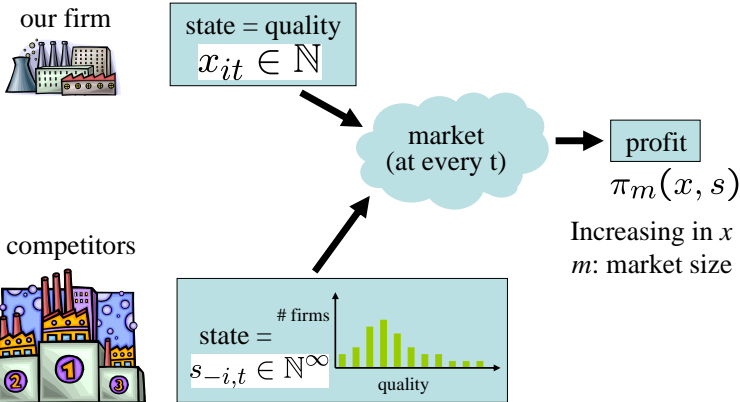 our firm
state = quality
x_{it} ∈ ℕ
market
(at every t)
profit
π_m(x, s)
Increasing in x
m: market size
competitors
2
1
3
state =
s_{-i,t} ∈ ℕ^∞
# firms
quality